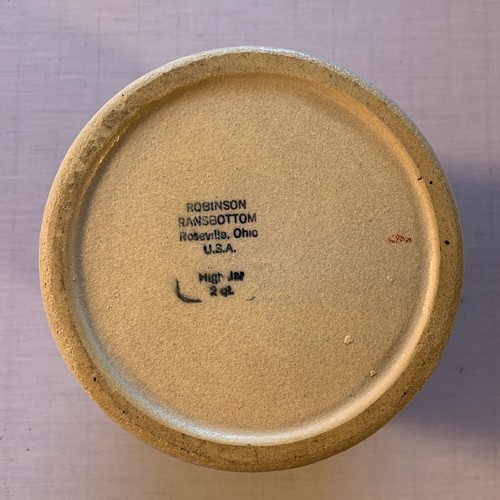 ROBINSON
RANSBOTTOM
Roseville, Ohio
U.S.A.
High Jar
2 qt.